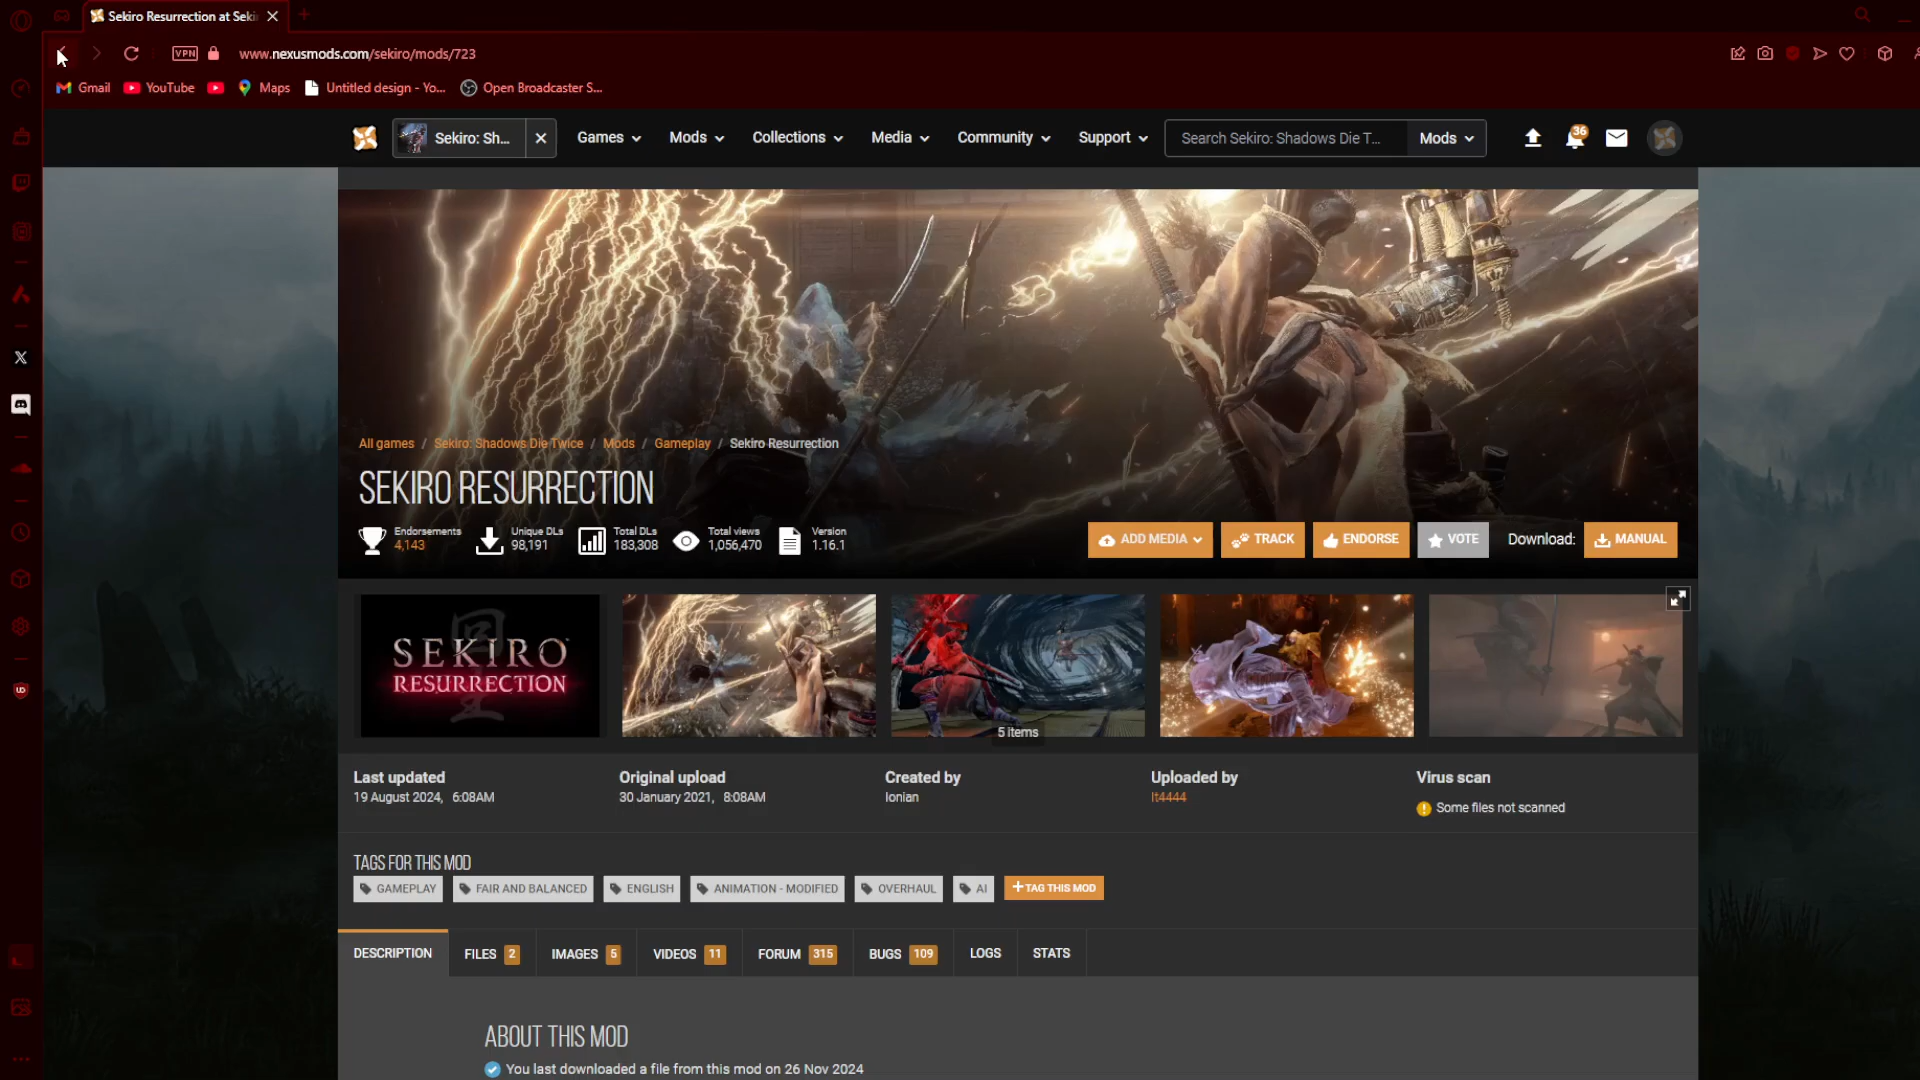 Sekiro Resurrection at Seki
VPN
www.nexusmods.com/sekiro/mods/723
Gmail
YouTube
Maps
Untitled design - Yo...
Open Broadcaster S...
Sekiro: Sh...
Games
Mods
Collections
Media
Community
Support
Search Sekiro: Shadows Die T...
Mods
36
All games / Sekiro: Shadows Die Twice / Mods / Gameplay / Sekiro Resurrection
SEKIRO RESURRECTION
Endorsements
4,143
Unique DLs
98,191
Total DLs
183,308
Total views
1,056,470
Version
1.16.1
ADD MEDIA
TRACK
ENDORSE
VOTE
Download:
MANUAL
SEKIRO
RESURRECTION
5 items
Last updated
19 August 2024, 6:08AM
Original upload
30 January 2021, 8:08AM
Created by
Ionian
Uploaded by
lt4444
Virus scan
Some files not scanned
TAGS FOR THIS MOD
GAMEPLAY
FAIR AND BALANCED
ENGLISH
ANIMATION - MODIFIED
OVERHAUL
AI
+TAG THIS MOD
DESCRIPTION
FILES 2
IMAGES 5
VIDEOS 11
FORUM 315
BUGS 109
LOGS
STATS
ABOUT THIS MOD
You last downloaded a file from this mod on 26 Nov 2024